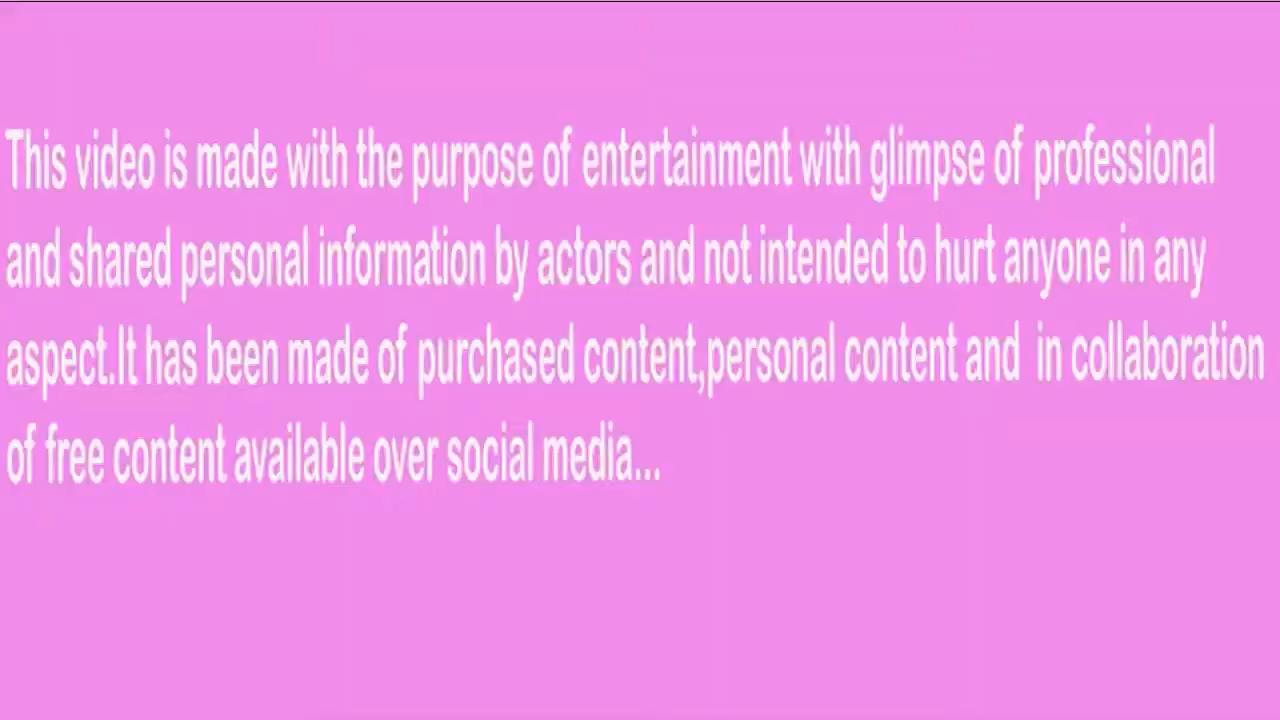 This video is made with the purpose of entertainment with glimpse of professional
and shared personal information by actors and not intended to hurt anyone in any
aspect.It has been made of purchased content,personal content and  in collaboration
of free content available over social media...